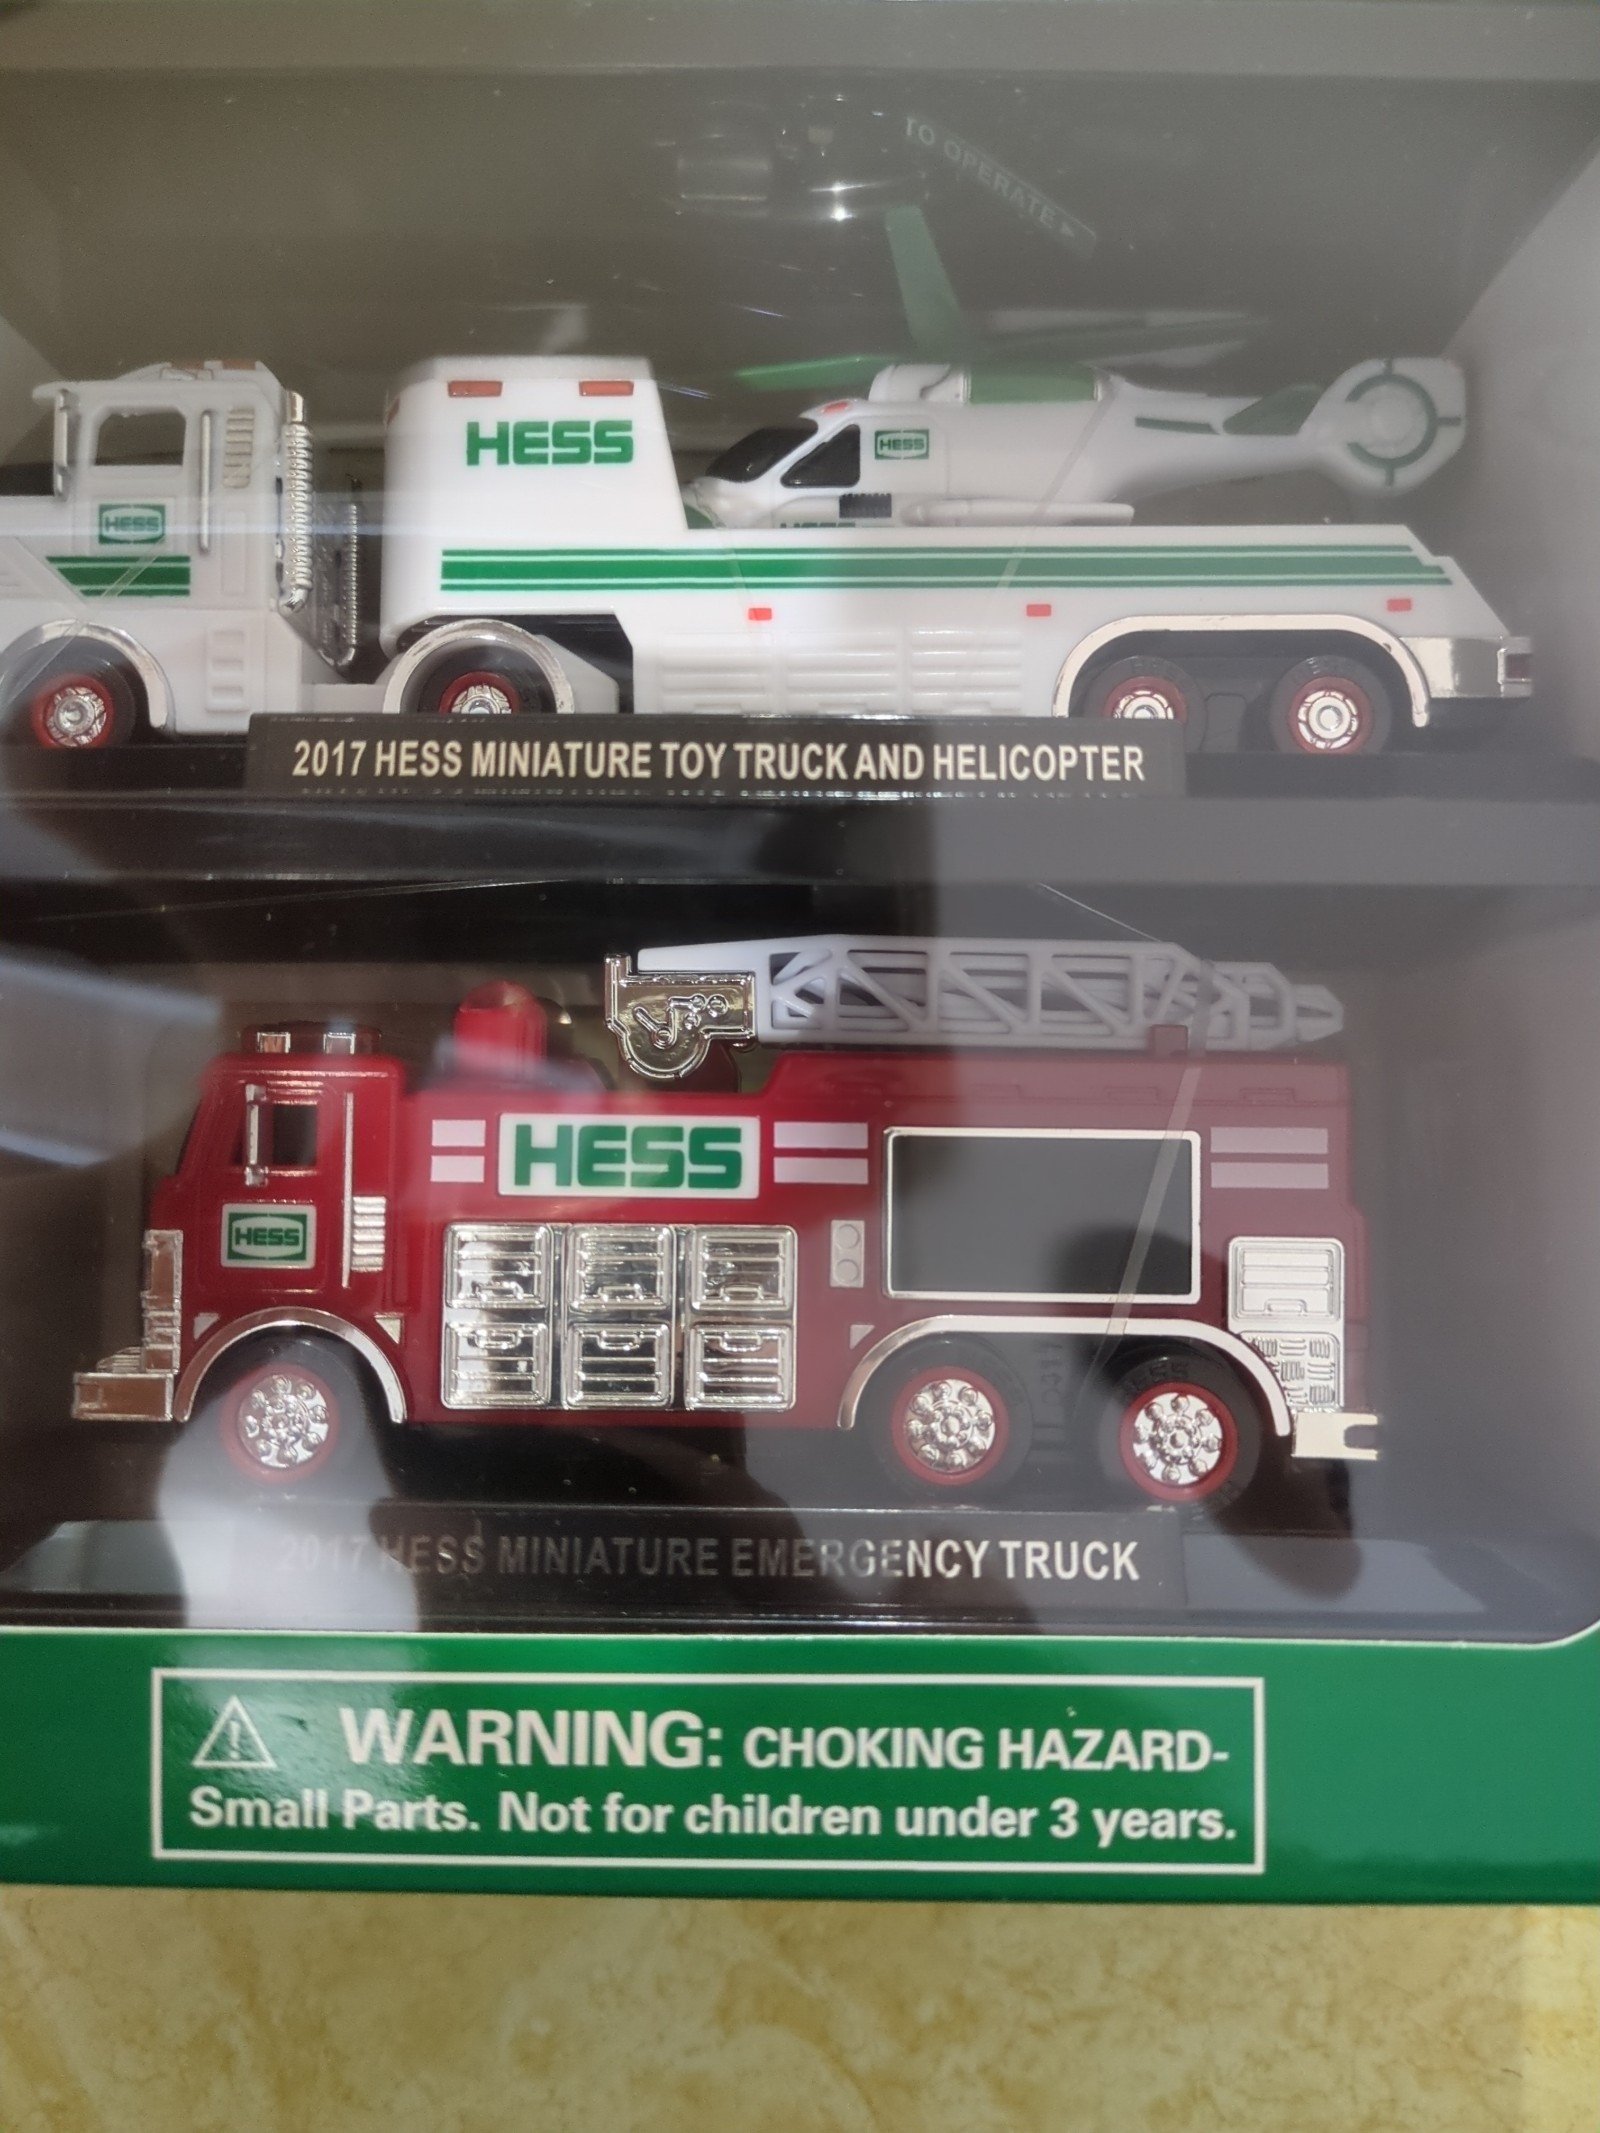 TO OPERATE
HESS
HESS
HESS
HESS
2017 HESS MINIATURE TOY TRUCK AND HELICOPTER
HESS
HESS
2017 HESS MINIATURE EMERGENCY TRUCK
WARNING: CHOKING HAZARD-
Small Parts. Not for children under 3 years.